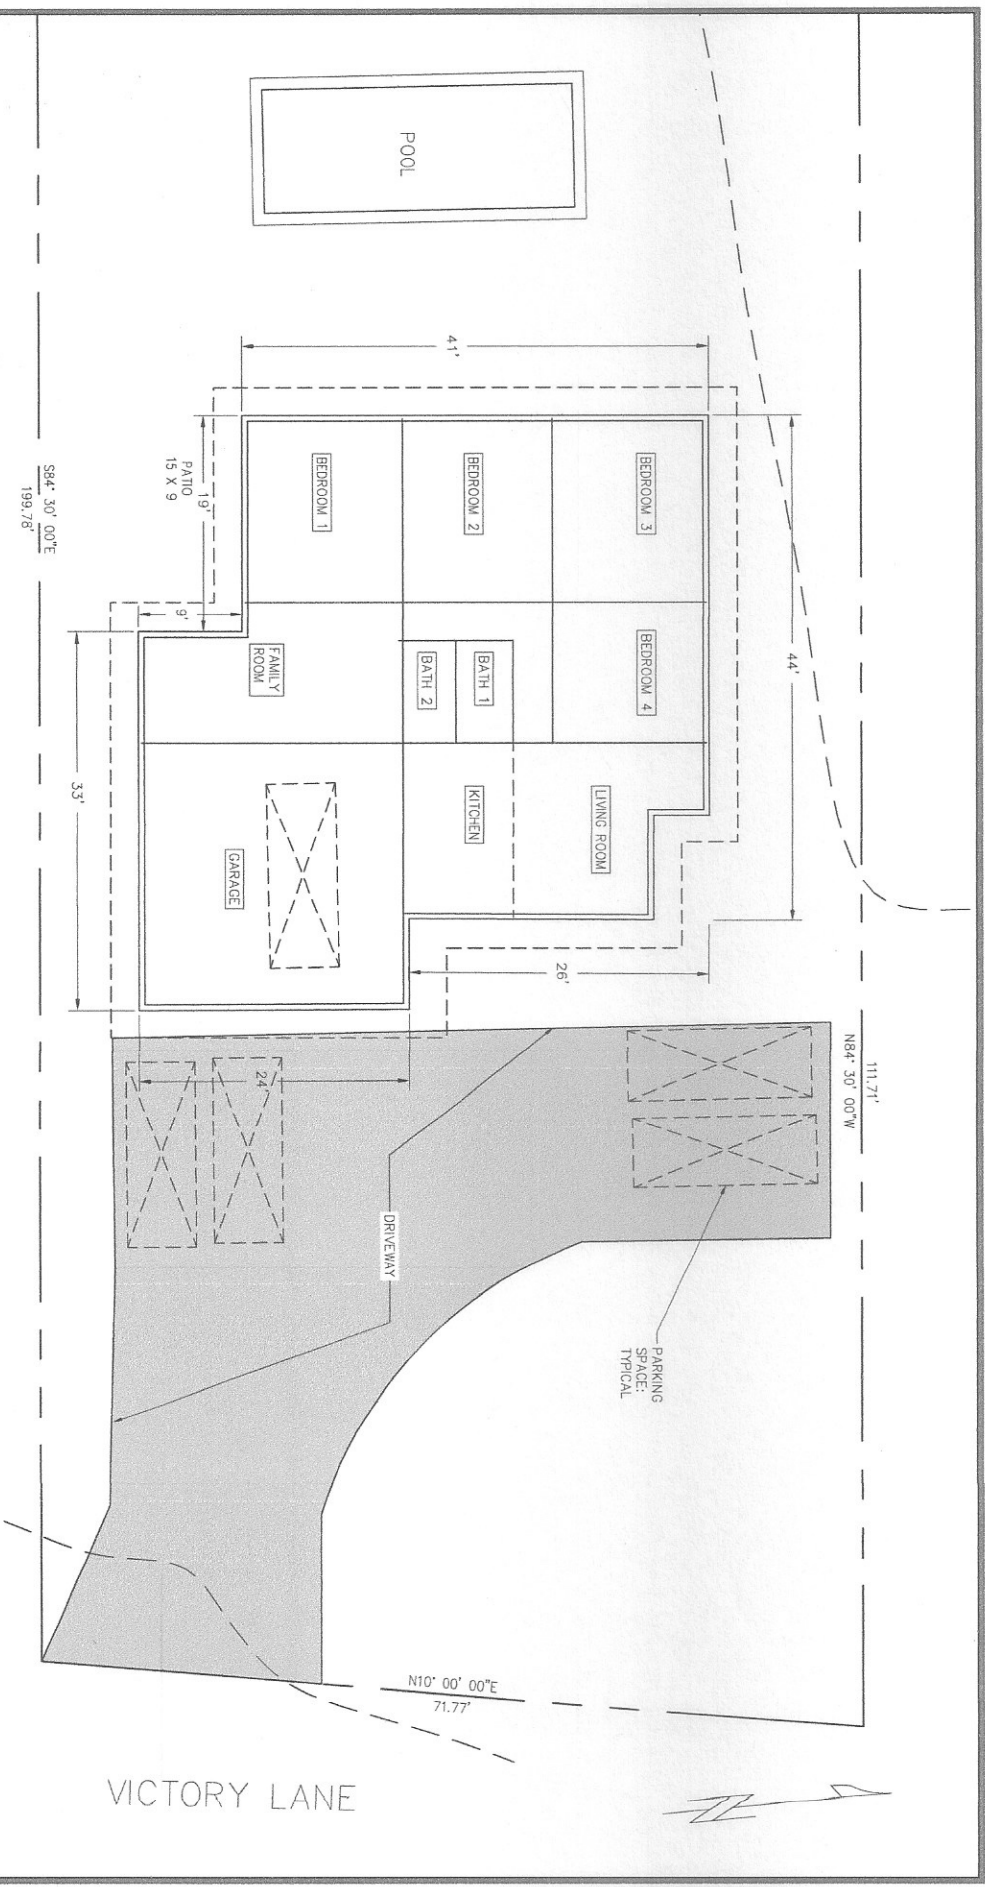 POOL
41'
44'
PATIO
15 X 9
19'
9'
33'
26'
24'
BEDROOM 1
BEDROOM 2
BEDROOM 3
BEDROOM 4
FAMILY
ROOM
BATH 2
BATH 1
KITCHEN
LIVING ROOM
GARAGE
DRIVEWAY
PARKING
SPACE:
TYPICAL
S84° 30' 00"E
199.78'
111.71'
N84° 30' 00"W
N10° 00' 00"E
71.77'
VICTORY LANE